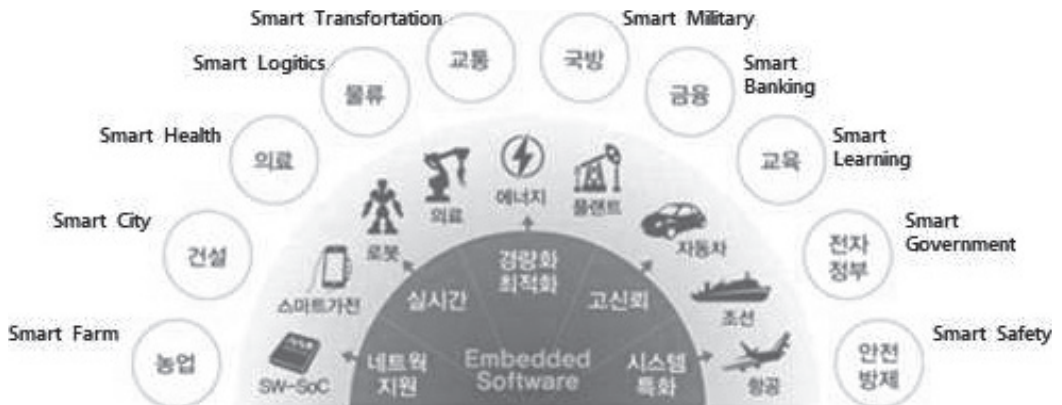 Smart Transfortation
교통
Smart Military
국방
Smart Logitics
물류
Smart
Banking
금융
Smart Health
의료
Smart
Learning
교육
Smart City
건설
Smart
Government
전자
정부
Smart Farm
농업
Smart Safety
안전
방제
SW-SoC
스마트가전
로봇
의료
에너지
플랜트
자동차
조선
항공
네트웍
지원
실시간
경량화
최적화
고신뢰
시스템
특화
Embedded
Software